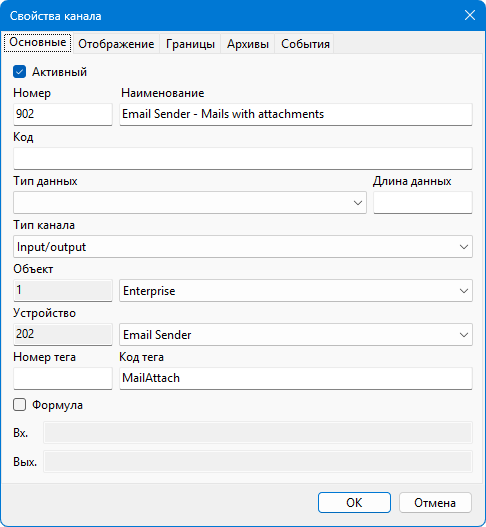 Свойства канала
Основные Отображение Границы Архивы События
Активный
Номер Наименование
902 Email Sender - Mails with attachments
Код
Тип данных Длина данных
Тип канала
Input/output
Объект
1 Enterprise
Устройство
202 Email Sender
Номер тега Код тега
MailAttach
Формула
Вх.
Вых.
OK Отмена